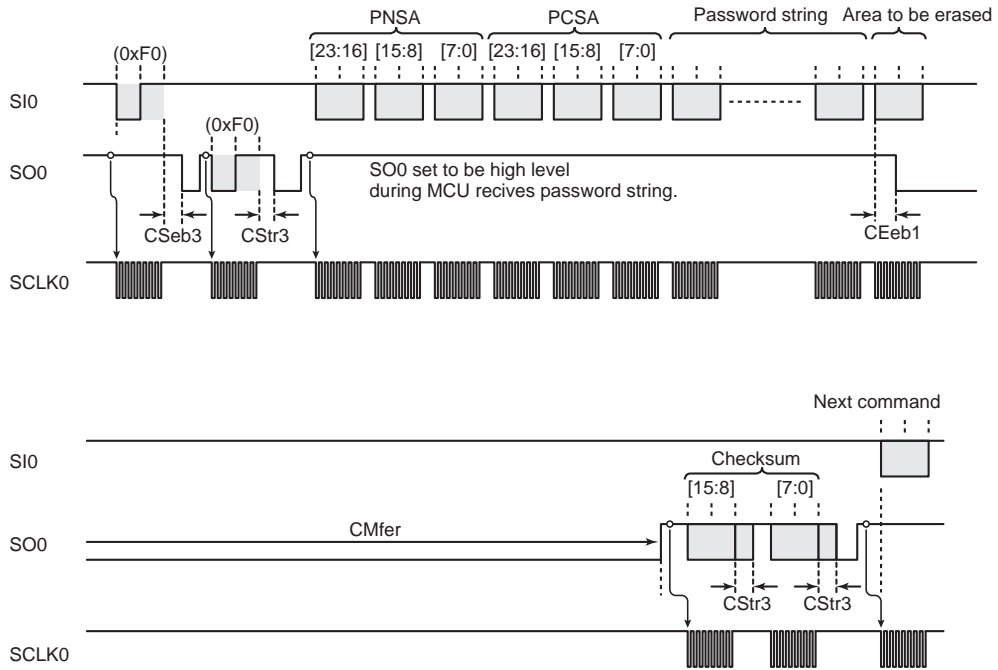 PNSA PCSA Password string Area to be erased
(0xF0) [23:16] [15:8] [7:0] [23:16] [15:8] [7:0]
SI0
(0xF0)
SO0 SO0 set to be high level
during MCU recives password string.
CSeb3 CStr3 CEeb1
SCLK0
Next command
SI0
Checksum
[15:8] [7:0]
CMfer
SO0
CStr3 CStr3
SCLK0